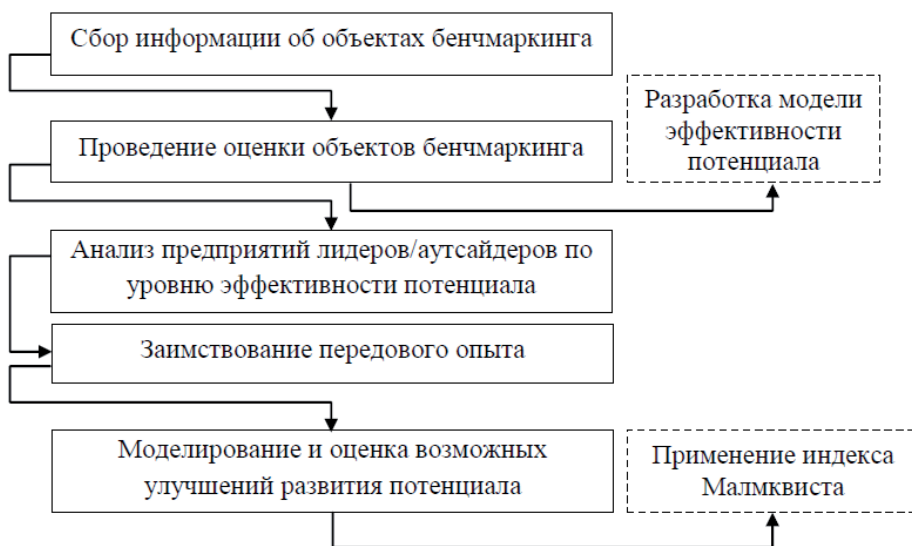 Сбор информации об объектах бенчмаркинга
Разработка модели
эффективности
потенциала
Проведение оценки объектов бенчмаркинга
Анализ предприятий лидеров/аутсайдеров по
уровню эффективности потенциала
Заимствование передового опыта
Моделирование и оценка возможных
улучшений развития потенциала
Применение индекса
Малмквиста